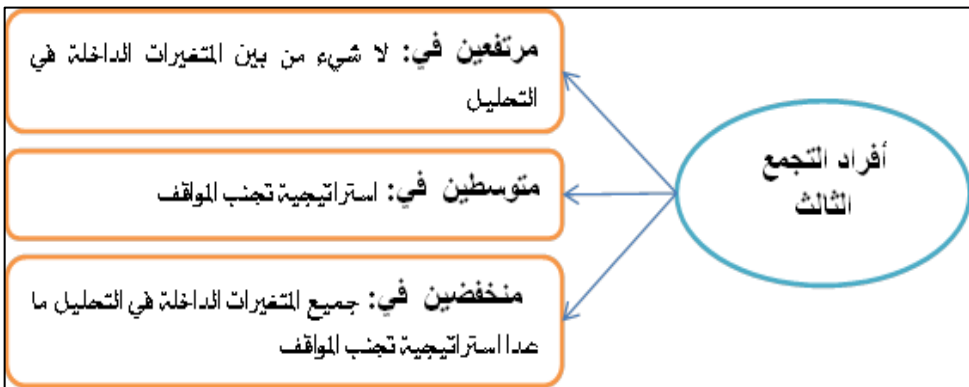 أفراد التجمع
الثالث
مرتفعين في: لا شيء من بين المتغيرات الداخلة في
التحليل
متوسطين في: استراتيجية تجنب المواقف
منخفضين في: جميع المتغيرات الداخلة في التحليل ما
عدا استراتيجية تجنب المواقف